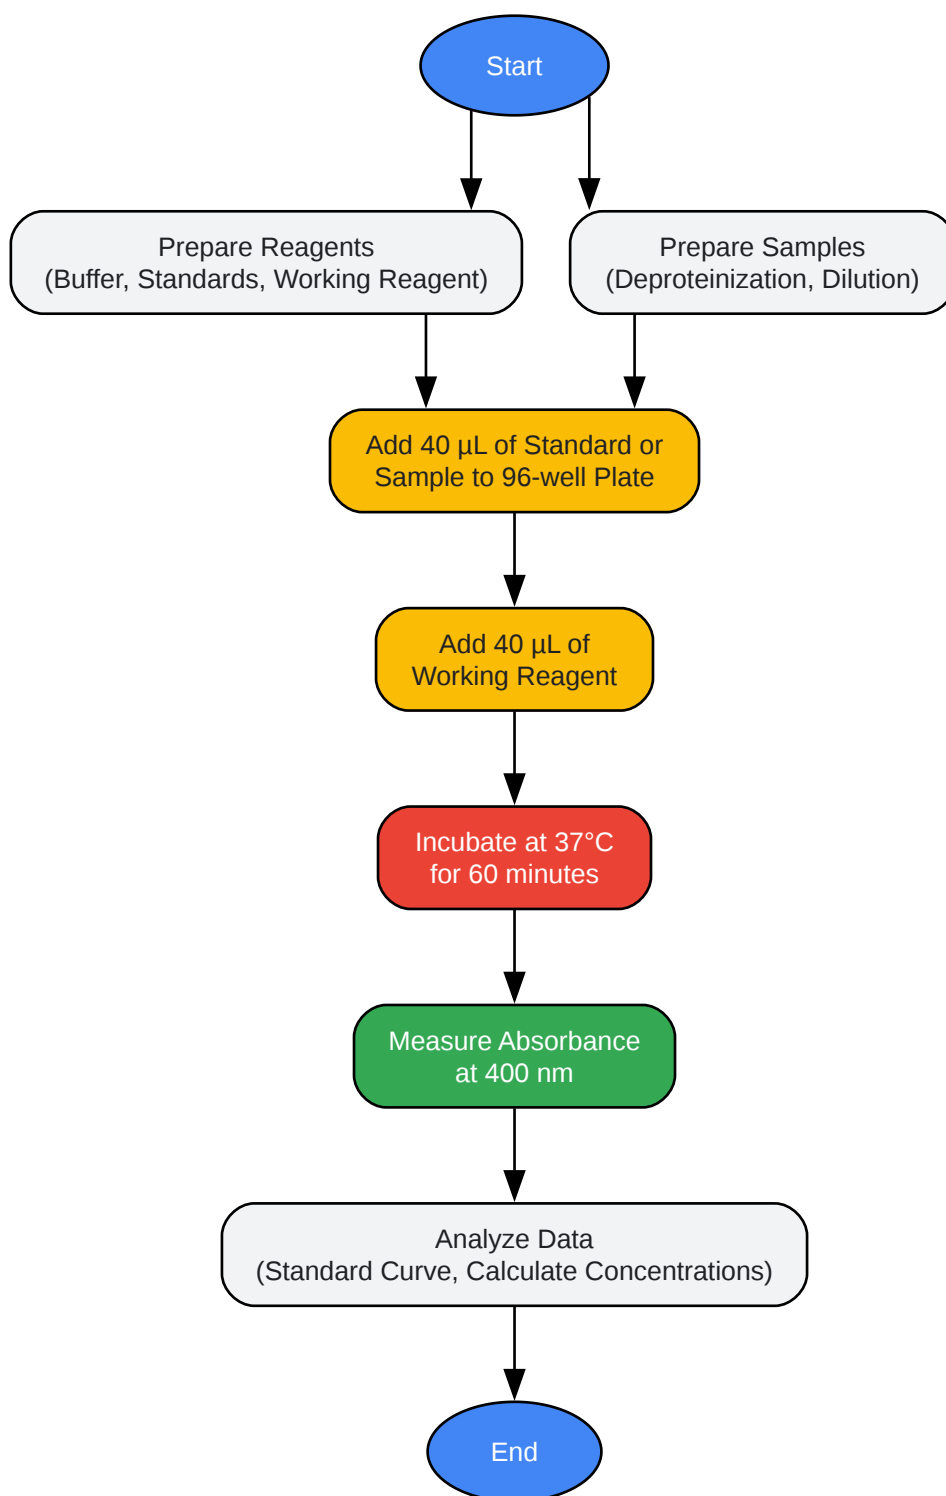 Start
Prepare Reagents
(Buffer, Standards, Working Reagent)
Prepare Samples
(Deproteinization, Dilution)
Add 40 µL of Standard or
Sample to 96-well Plate
Add 40 µL of
Working Reagent
Incubate at 37°C
for 60 minutes
Measure Absorbance
at 400 nm
Analyze Data
(Standard Curve, Calculate Concentrations)
End